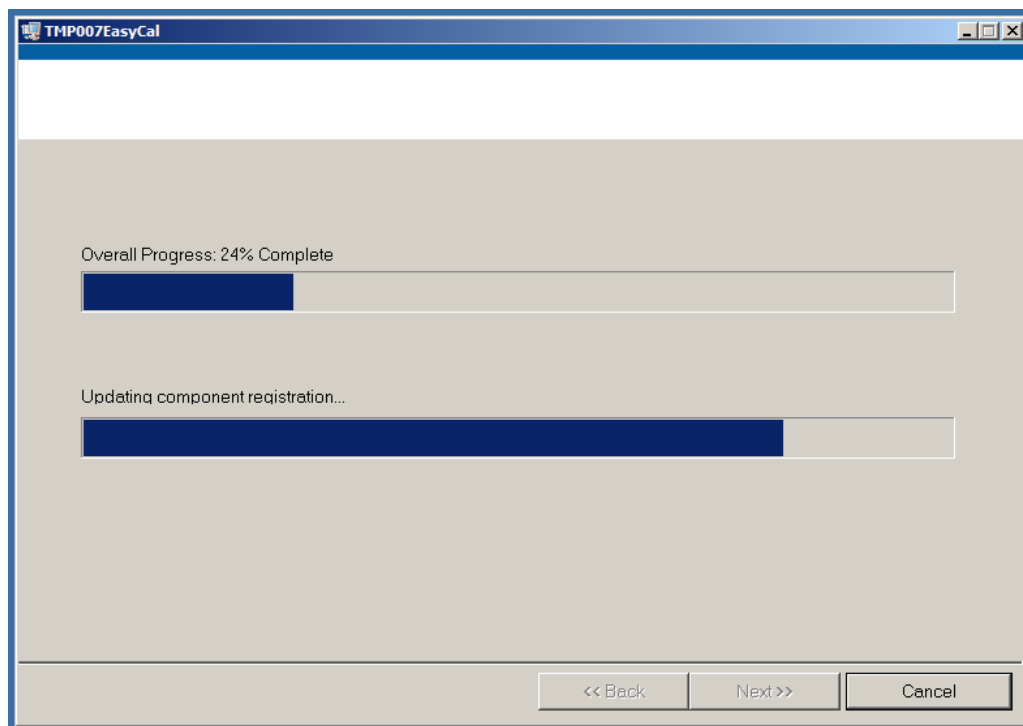 TMP007EasyCal
Overall Progress: 24% Complete
Updating component registration...
<< Back
Next >>
Cancel